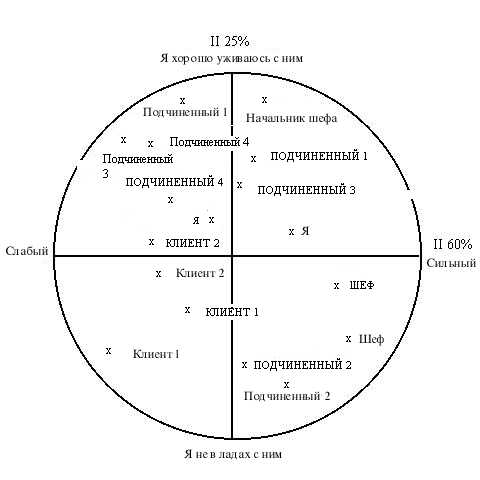 II 25%
Я хорошо уживаюсь с ним
Подчиненный 1
Начальник шефа
Подчиненный 4
Подчиненный
3
ПОДЧИНЕННЫЙ 1
ПОДЧИНЕННЫЙ 4
ПОДЧИНЕННЫЙ 3
Я
Я
КЛИЕНТ 2
II 60%
Слабый
Сильный
Клиент 2
ШЕФ
КЛИЕНТ 1
Шеф
Клиент 1
ПОДЧИНЕННЫЙ 2
Подчиненный 2
Я не в ладах с ним